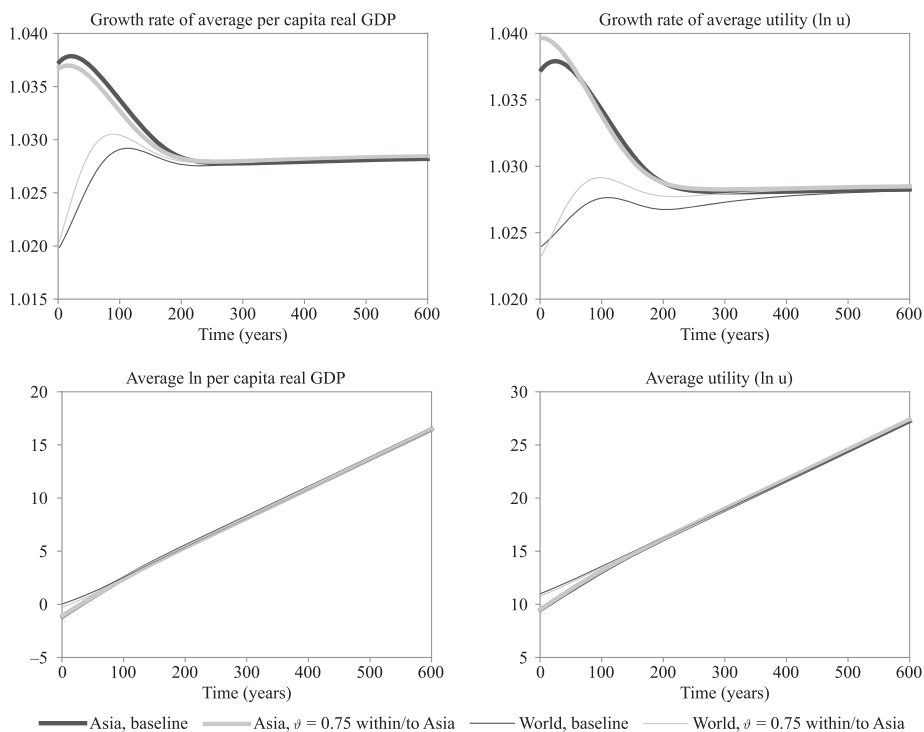 Growth rate of average per capita real GDP
1.040
1.035
1.030
1.025
1.020
1.015
0 100 200 300 400 500 600
Time (years)
Growth rate of average utility (ln u)
1.040
1.035
1.030
1.025
1.020
0 100 200 300 400 500 600
Time (years)
Average ln per capita real GDP
20
15
10
5
0
–5
0 100 200 300 400 500 600
Time (years)
Average utility (ln u)
30
25
20
15
10
5
0 100 200 300 400 500 600
Time (years)
Asia, baseline Asia, ϑ = 0.75 within/to Asia World, baseline World, ϑ = 0.75 within/to Asia